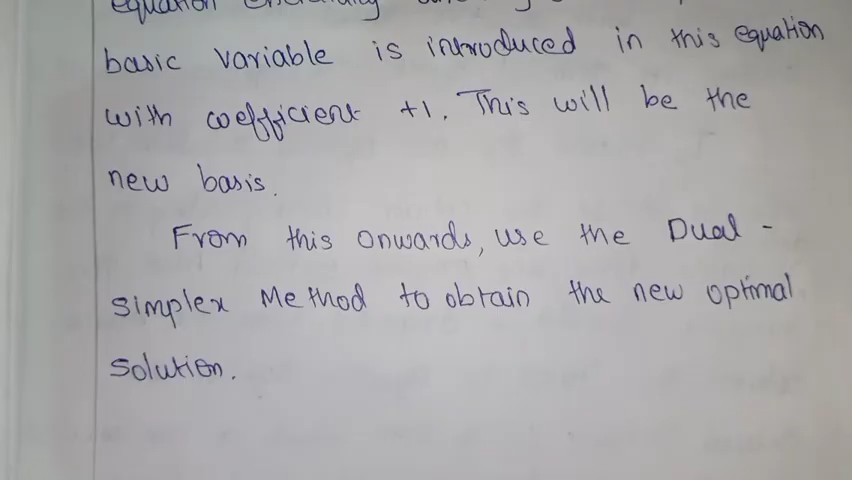 equation
basic variable is introduced in this equation
with coefficient +1. This will be the
new basis.
From this onwards, use the Dual -
simplex Method to obtain the new optimal
solution.